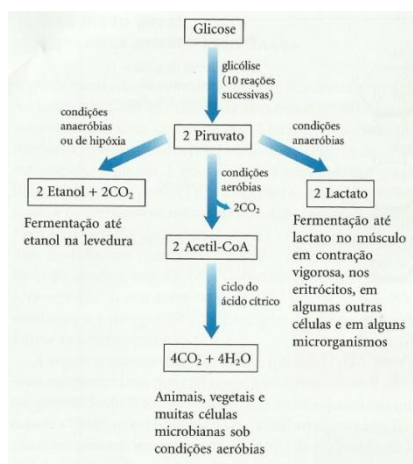 Glicose
glicólise
(10 reações
sucessivas)
condições
anaeróbias
ou de hipóxia
2 Piruvato
condições
anaeróbias
condições
aeróbias
2 Etanol + 2CO₂
2CO₂
2 Lactato
Fermentação até
etanol na levedura
2 Acetil-CoA
Fermentação até
lactato no músculo
em contração
vigorosa, nos
eritrócitos, em
algumas outras
células e em alguns
microrganismos
ciclo do
ácido cítrico
4CO₂ + 4H₂O
Animais, vegetais e
muitas células
microbianas sob
condições aeróbias